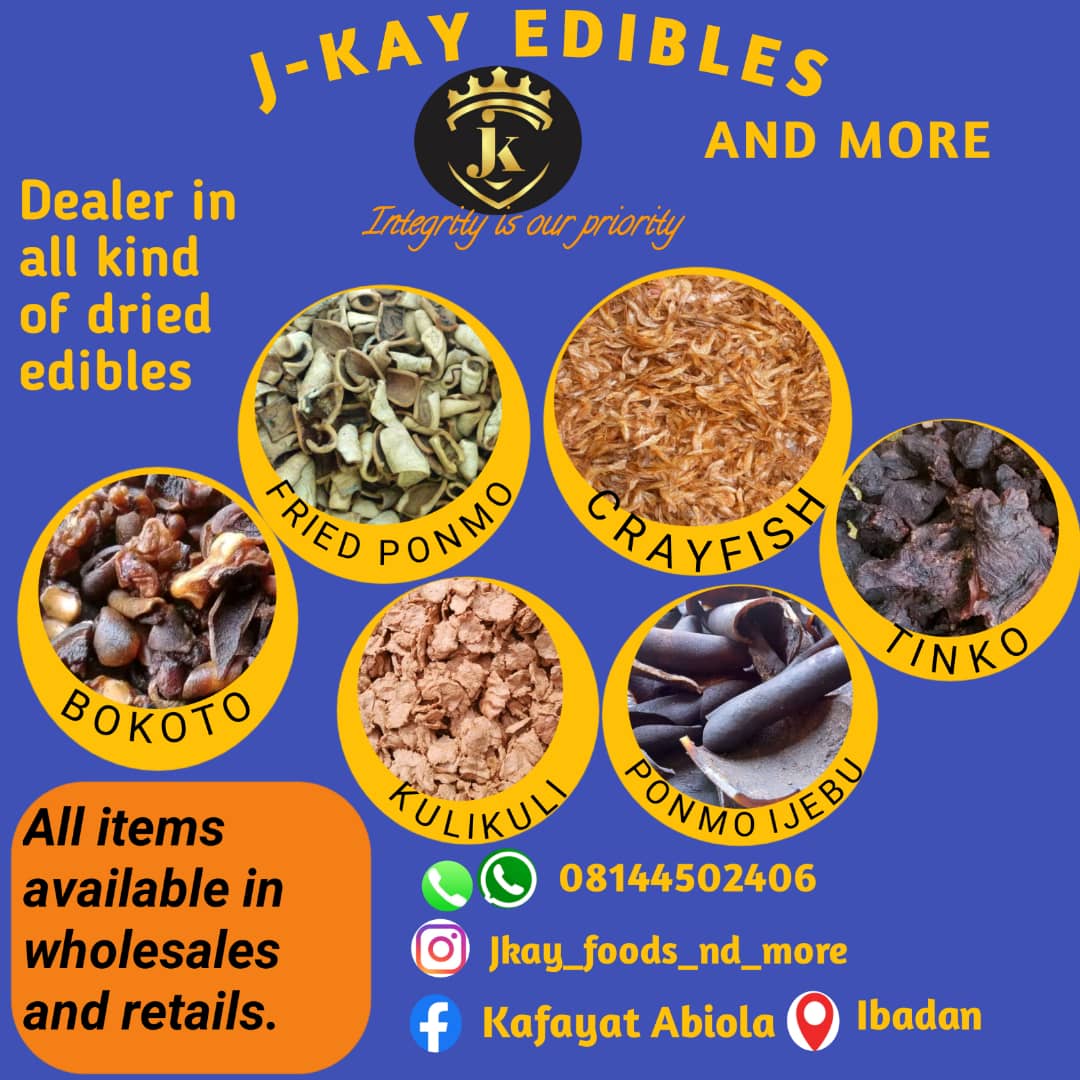 J-KAY EDIBLES
AND MORE
jk
Integrity is our priority
Dealer in
all kind
of dried
edibles
FRIED PONMO
CRAYFISH
TINKO
BOKOTO
KULIKULI
PONMO IJEBU
All items
available in
wholesales
and retails.
08144502406
Jkay_foods_nd_more
Kafayat Abiola
Ibadan